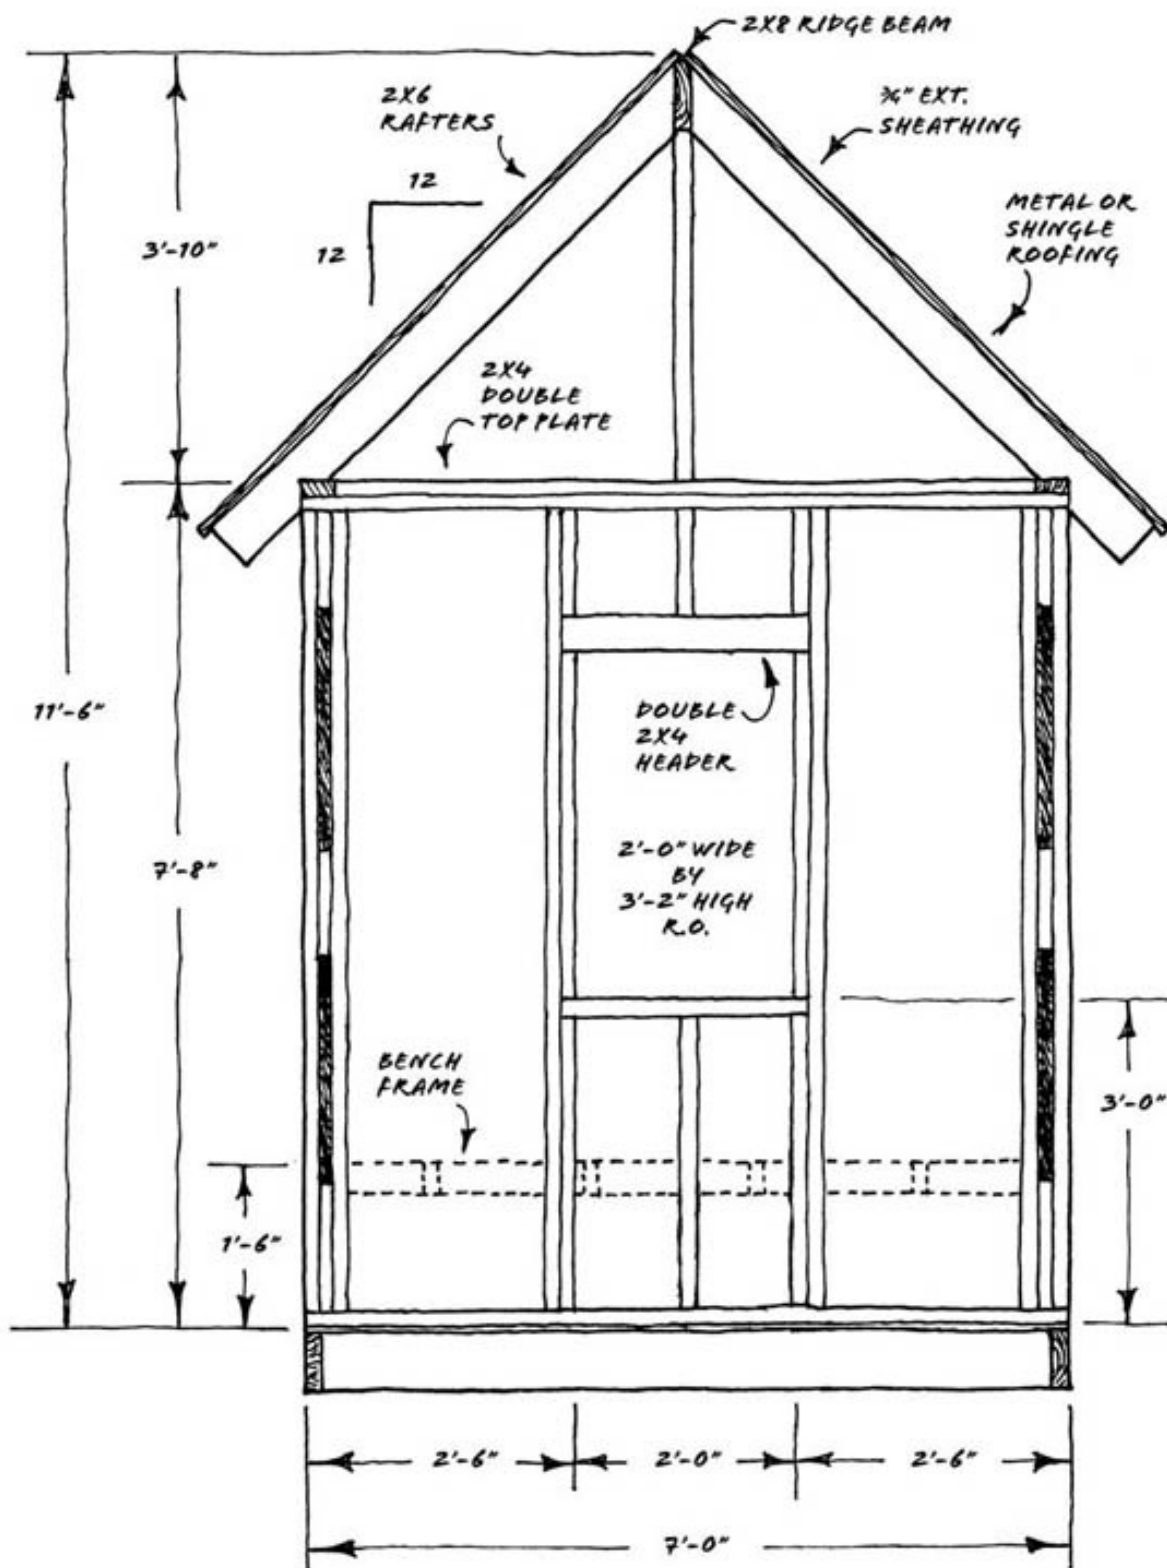 2X8 RIDGE BEAM
2X6
RAFTERS
3/4" EXT.
SHEATHING
12
12
METAL OR
SHINGLE
ROOFING
3'-10"
2X4
DOUBLE
TOP PLATE
11'-6"
DOUBLE
2X4
HEADER
7'-8"
2'-0" WIDE
BY
3'-2" HIGH
R.O.
BENCH
FRAME
3'-0"
1'-6"
2'-6"
2'-0"
2'-6"
7'-0"